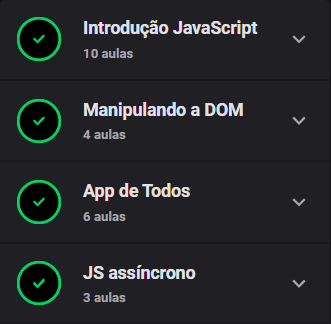 Introdução JavaScript
10 aulas
Manipulando a DOM
4 aulas
App de Todos
6 aulas
JS assíncrono
3 aulas